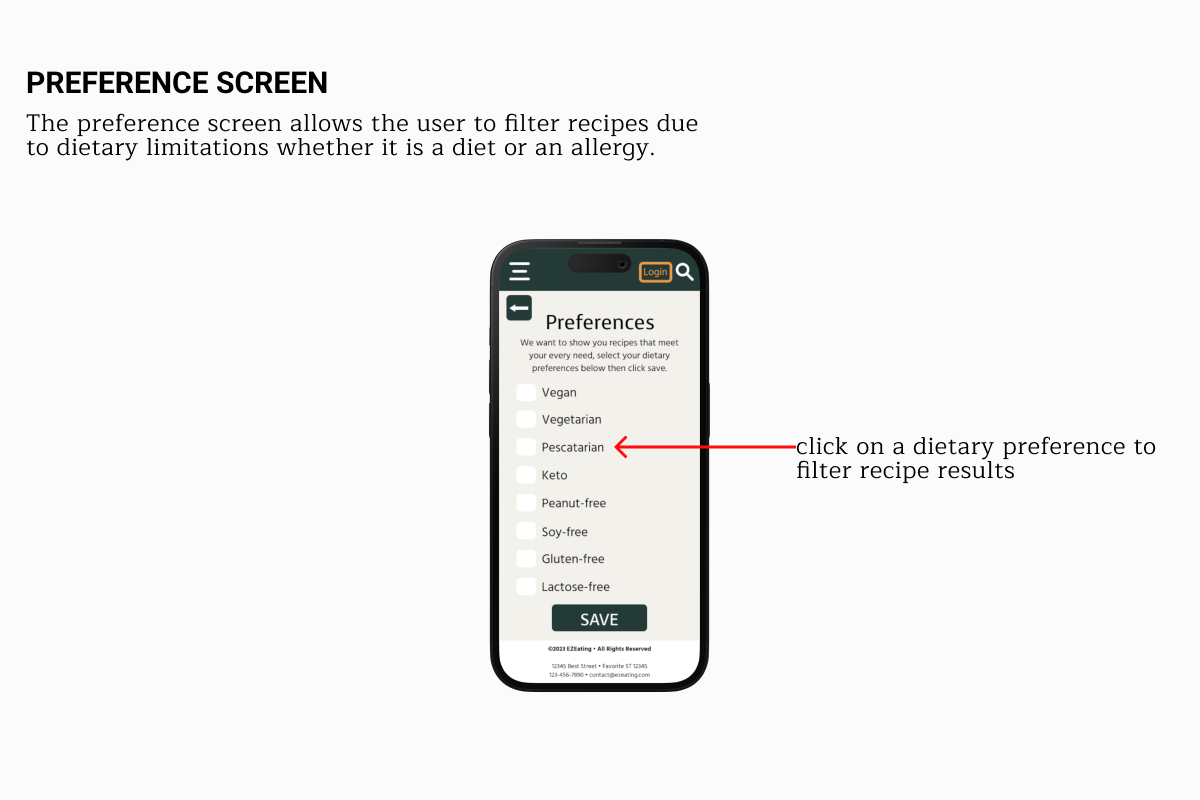 PREFERENCE SCREEN
The preference screen allows the user to filter recipes due
to dietary limitations whether it is a diet or an allergy.
Login
Preferences
We want to show you recipes that meet
your every need, select your dietary
preferences below then click save.
Vegan
Vegetarian
Pescatarian
click on a dietary preference to
filter recipe results
Keto
Peanut-free
Soy-free
Gluten-free
Lactose-free
SAVE
©2023 EZEating • All Rights Reserved
12345 Best Street • Favorite ST 12345
123-456-7890 • contact@ezeating.com